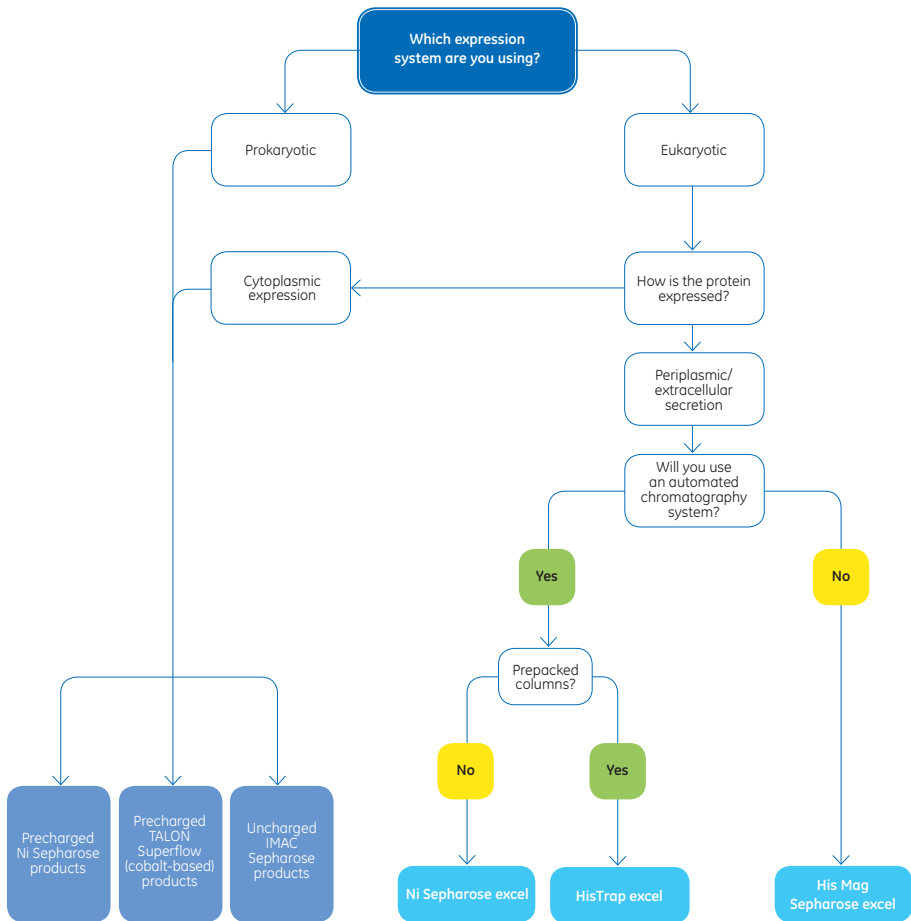 Which expression
system are you using?
Prokaryotic
Eukaryotic
Cytoplasmic
expression
How is the protein
expressed?
Periplasmic/
extracellular
secretion
Will you use
an automated
chromatography
system?
Yes
No
Prepacked
columns?
No
Yes
Precharged
Ni Sepharose
products
Precharged
TALON
Superflow
(cobalt-based)
products
Uncharged
IMAC
Sepharose
products
Ni Sepharose excel
HisTrap excel
His Mag
Sepharose excel